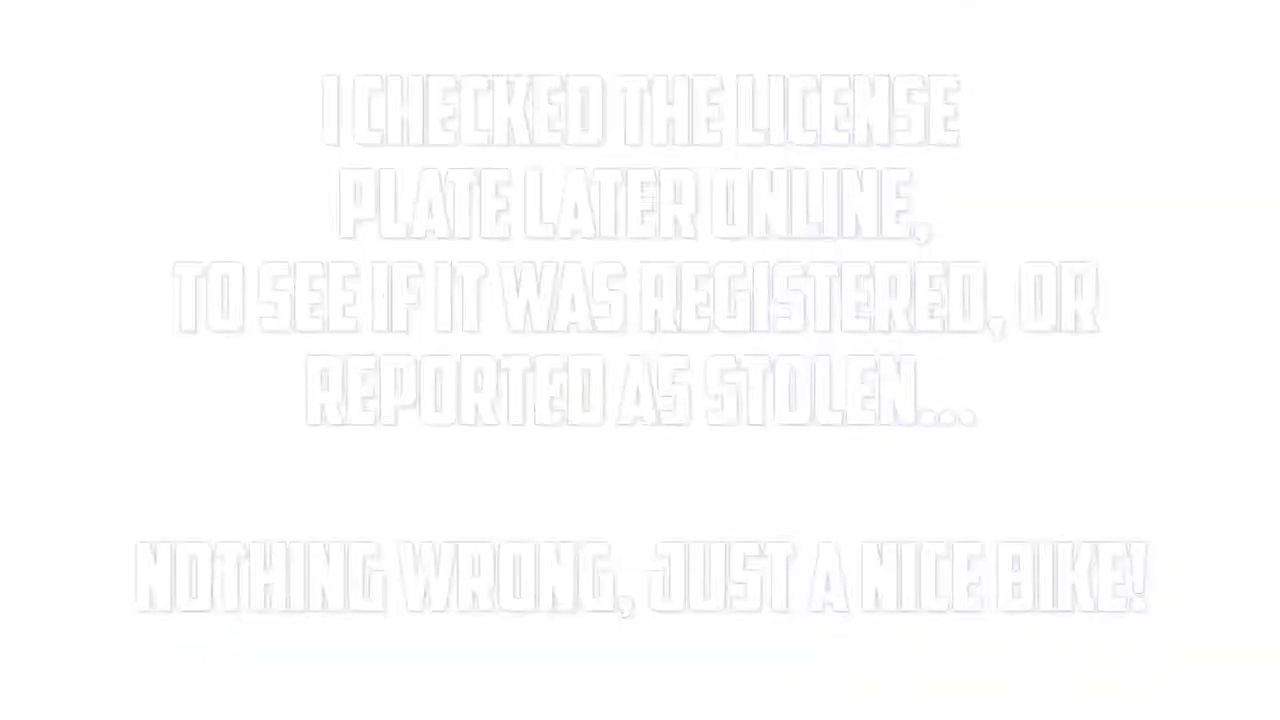 I CHECKED THE LICENSE
PLATE LATER ONLINE,
TO SEE IF IT WAS REGISTERED, OR
REPORTED AS STOLEN...
NOTHING WRONG, JUST A NICE BIKE!